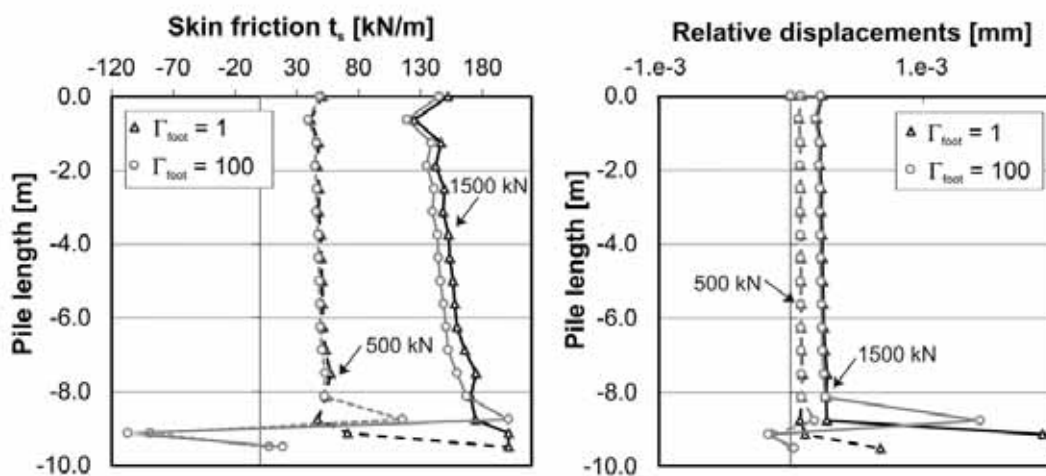 Skin friction tₛ [kN/m]
-120 -70 -20 30 80 130 180
0.0
-2.0
-4.0
-6.0
-8.0
-10.0
Pile length [m]
Γfoot = 1
Γfoot = 100
1500 kN
500 kN
Relative displacements [mm]
-1.e-3 1.e-3
0.0
-2.0
-4.0
-6.0
-8.0
-10.0
Pile length [m]
Γfoot = 1
Γfoot = 100
500 kN
1500 kN